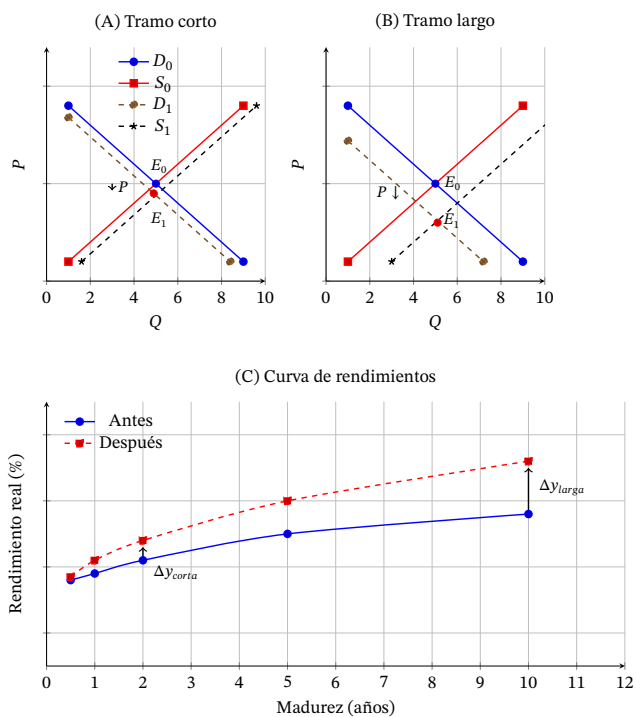 (A) Tramo corto
D0
S0
D1
S1
E0
↓ P
E1
P
0 2 4 6 8 10
Q
(B) Tramo largo
E0
P ↓
E1
P
0 2 4 6 8 10
Q
(C) Curva de rendimientos
Antes
Después
Δy_larga
Δy_corta
Rendimiento real (%)
0 1 2 3 4 5 6 7 8 9 10 11 12
Madurez (años)